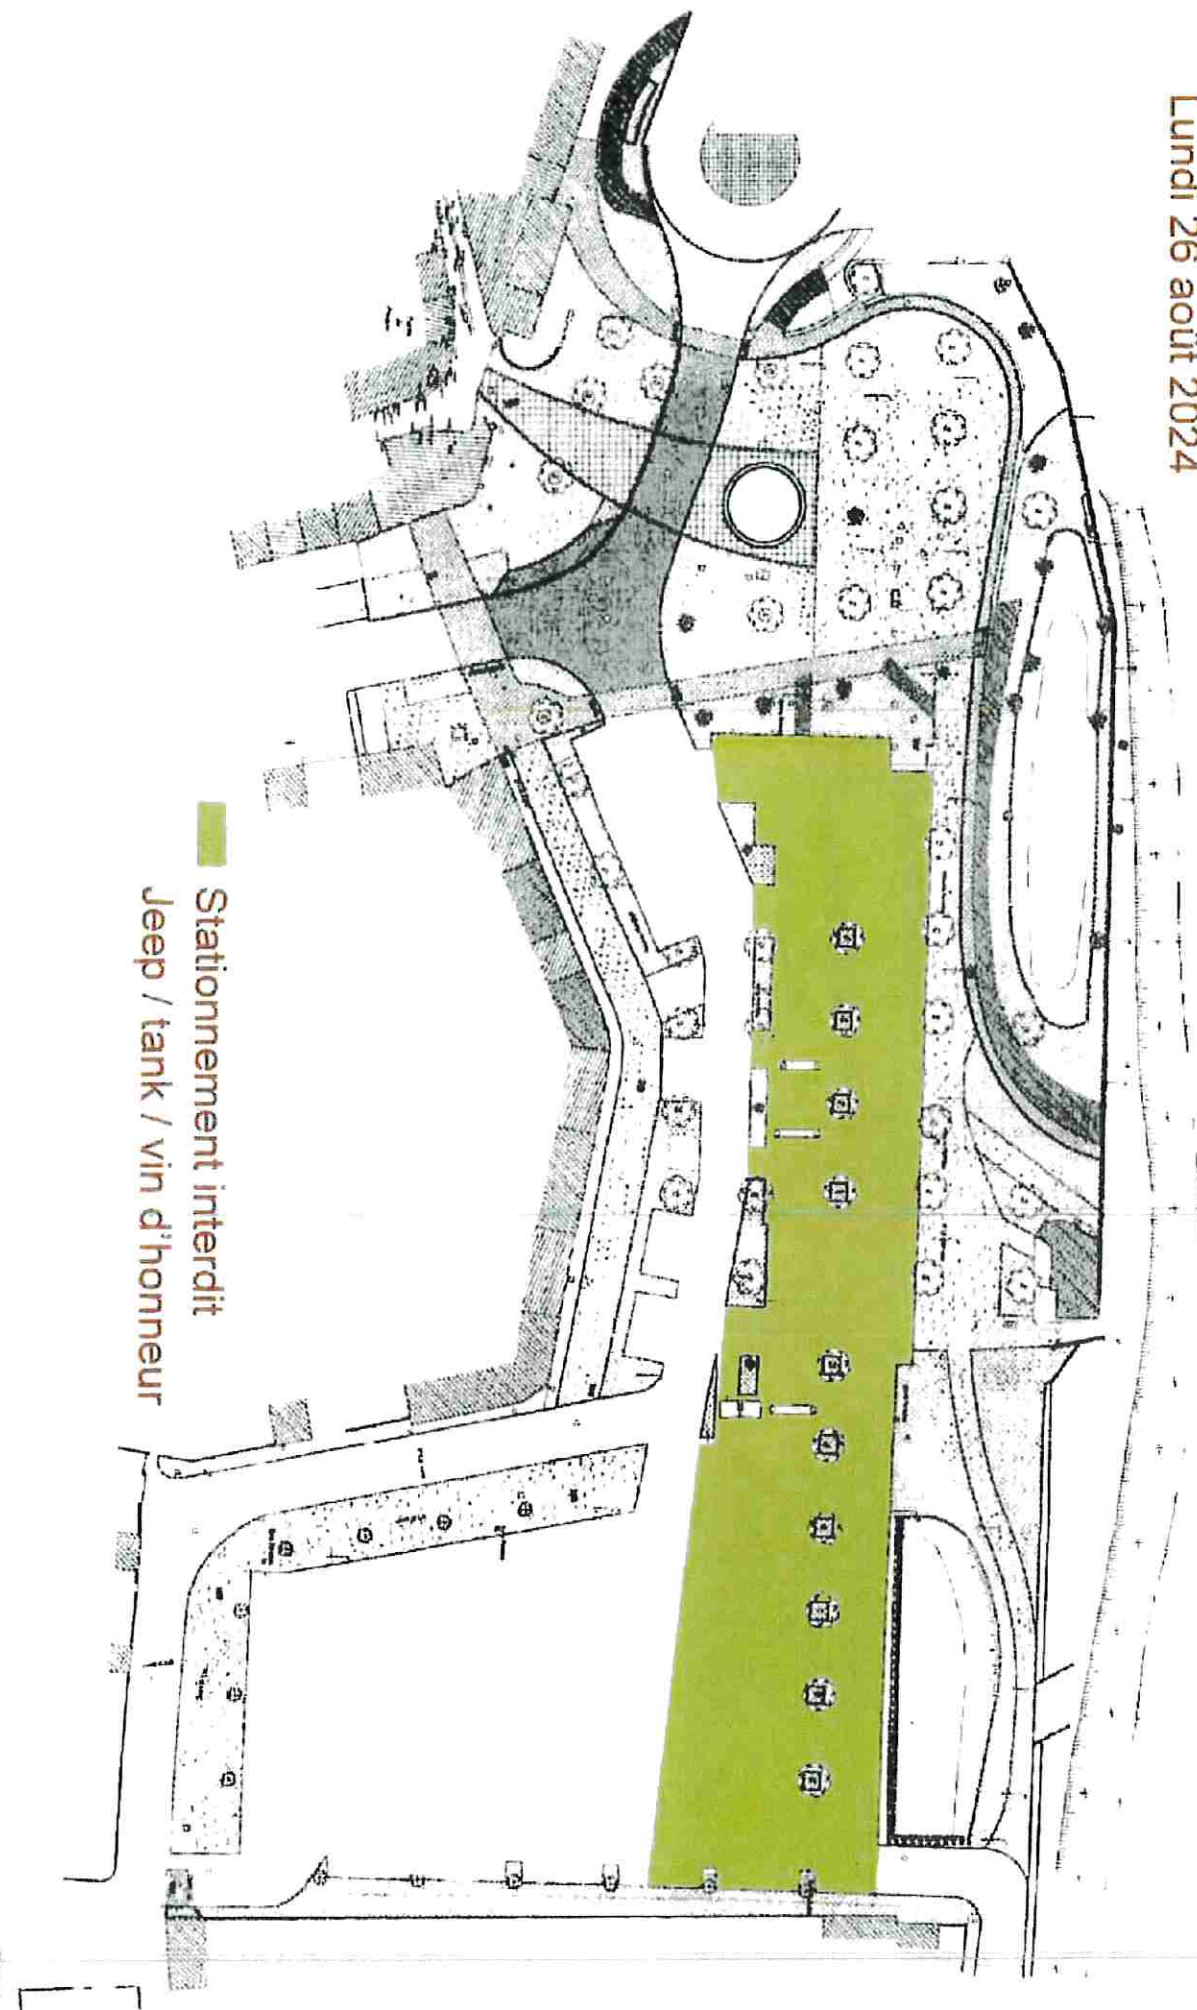 Lundi 26 août 2024
Stationnement interdit
Jeep / tank / vin d'honneur